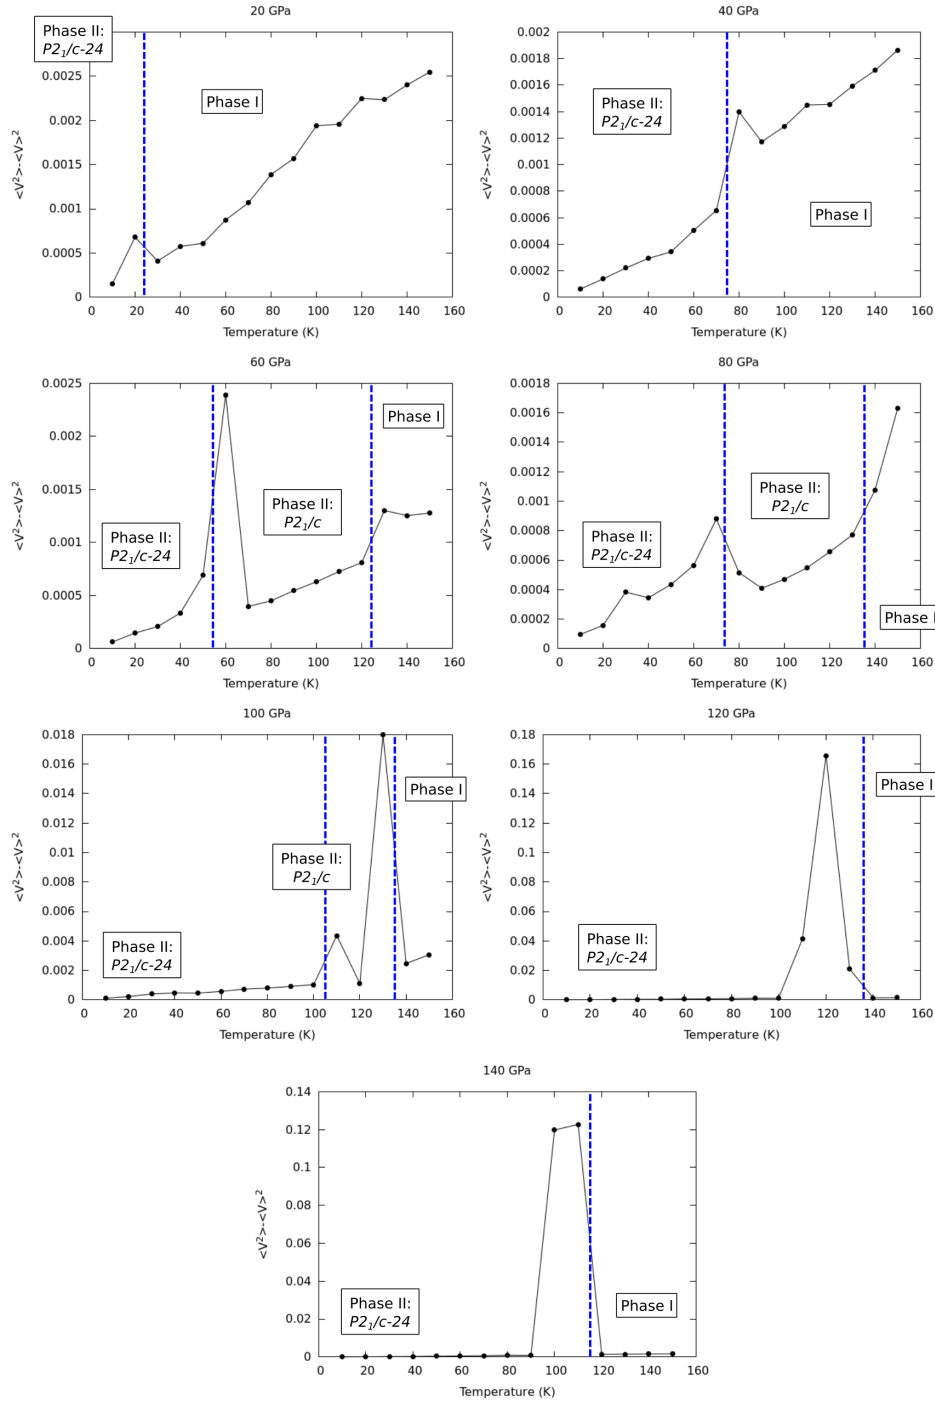 20 GPa
Phase II:
P2₁/c-24
Phase I
<V²>-<V>²
0.0025
0.002
0.0015
0.001
0.0005
0
0 20 40 60 80 100 120 140 160
Temperature (K)
40 GPa
0.002
0.0018
0.0016
0.0014
0.0012
0.001
0.0008
0.0006
0.0004
0.0002
0
Phase II:
P2₁/c-24
Phase I
<V²>-<V>²
0 20 40 60 80 100 120 140 160
Temperature (K)
60 GPa
0.0025
0.002
0.0015
0.001
0.0005
0
Phase I
Phase II:
P2₁/c
Phase II:
P2₁/c-24
<V²>-<V>²
0 20 40 60 80 100 120 140 160
Temperature (K)
80 GPa
0.0018
0.0016
0.0014
0.0012
0.001
0.0008
0.0006
0.0004
0.0002
0
Phase II:
P2₁/c
Phase II:
P2₁/c-24
Phase I
<V²>-<V>²
0 20 40 60 80 100 120 140 160
Temperature (K)
100 GPa
0.018
0.016
0.014
0.012
0.01
0.008
0.006
0.004
0.002
0
Phase I
Phase II:
P2₁/c
Phase II:
P2₁/c-24
<V²>-<V>²
0 20 40 60 80 100 120 140 160
Temperature (K)
120 GPa
0.18
0.16
0.14
0.12
0.1
0.08
0.06
0.04
0.02
0
Phase I
Phase II:
P2₁/c-24
<V²>-<V>²
0 20 40 60 80 100 120 140 160
Temperature (K)
140 GPa
0.14
0.12
0.1
0.08
0.06
0.04
0.02
0
Phase II:
P2₁/c-24
Phase I
<V²>-<V>²
0 20 40 60 80 100 120 140 160
Temperature (K)